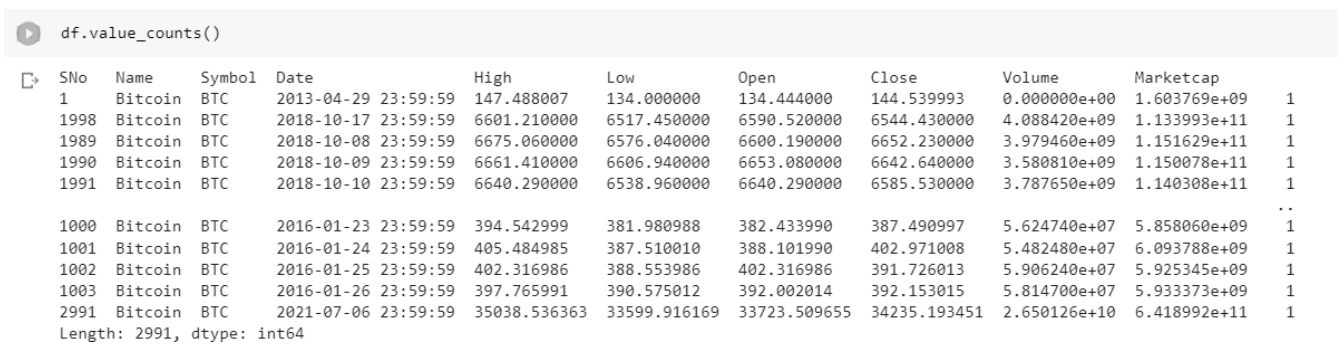 df.value_counts()
SNo Name Symbol Date High Low Open Close Volume Marketcap
1 Bitcoin BTC 2013-04-29 23:59:59 147.488007 134.000000 134.444000 144.539993 0.000000e+00 1.603769e+09 1
1998 Bitcoin BTC 2018-10-17 23:59:59 6601.210000 6517.450000 6590.520000 6544.430000 4.088420e+09 1.133993e+11 1
1989 Bitcoin BTC 2018-10-08 23:59:59 6675.060000 6576.040000 6600.190000 6652.230000 3.979460e+09 1.151629e+11 1
1990 Bitcoin BTC 2018-10-09 23:59:59 6661.410000 6606.940000 6653.080000 6642.640000 3.580810e+09 1.150078e+11 1
1991 Bitcoin BTC 2018-10-10 23:59:59 6640.290000 6538.960000 6640.290000 6585.530000 3.787650e+09 1.140308e+11 1
..
1000 Bitcoin BTC 2016-01-23 23:59:59 394.542999 381.980988 382.433990 387.490997 5.624740e+07 5.858060e+09 1
1001 Bitcoin BTC 2016-01-24 23:59:59 405.484985 387.510010 388.101990 402.971008 5.482480e+07 6.093788e+09 1
1002 Bitcoin BTC 2016-01-25 23:59:59 402.316986 388.553986 402.316986 391.726013 5.906240e+07 5.925345e+09 1
1003 Bitcoin BTC 2016-01-26 23:59:59 397.765991 390.575012 392.002014 392.153015 5.814700e+07 5.933373e+09 1
2991 Bitcoin BTC 2021-07-06 23:59:59 35038.536363 33599.916169 33723.509655 34235.193451 2.650126e+10 6.418992e+11 1
Length: 2991, dtype: int64